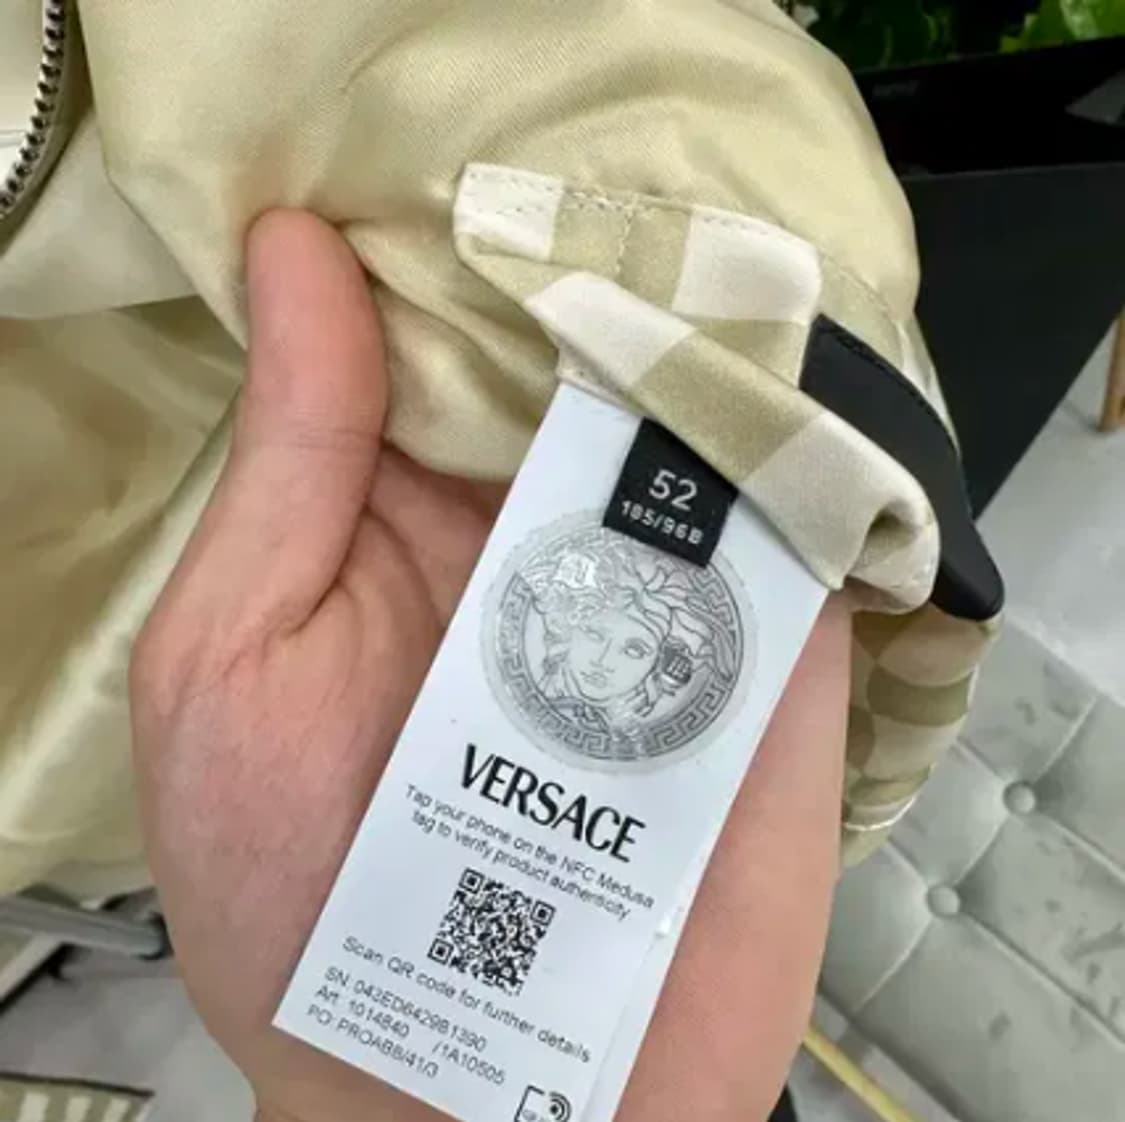 52
185/96B
VERSACE
Tap your phone on the NFC Medusa
tag to verify product authenticity
Scan QR code for further details
SN: 043ED6429B1390
Art. 1014840 /1A10505
PO: PROABB/41/3